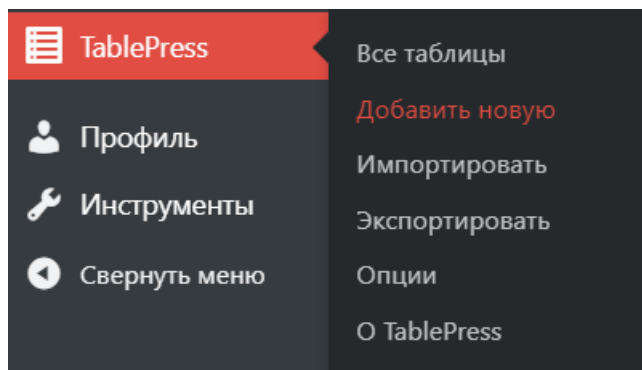 TablePress
Профиль
Инструменты
Свернуть меню
Все таблицы
Добавить новую
Импортировать
Экспортировать
Опции
О TablePress